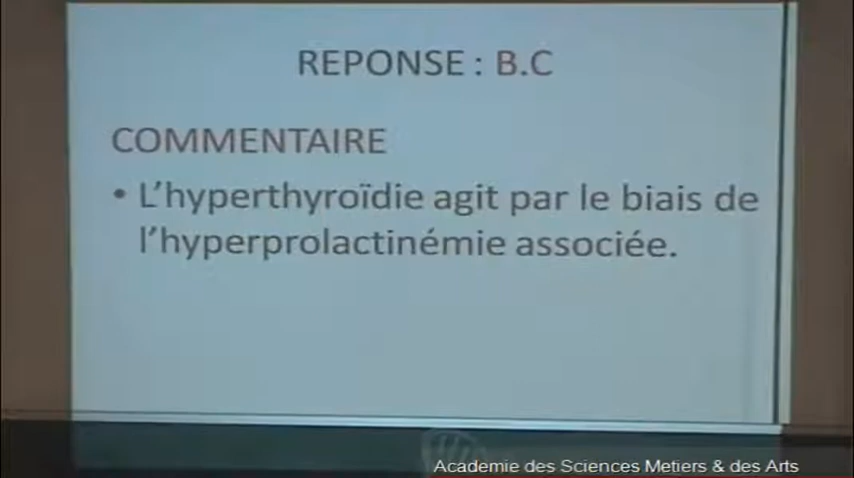 REPONSE : B.C
COMMENTAIRE
• L'hyperthyroïdie agit par le biais de
l'hyperprolactinémie associée.
Academie des Sciences Metiers & des Arts